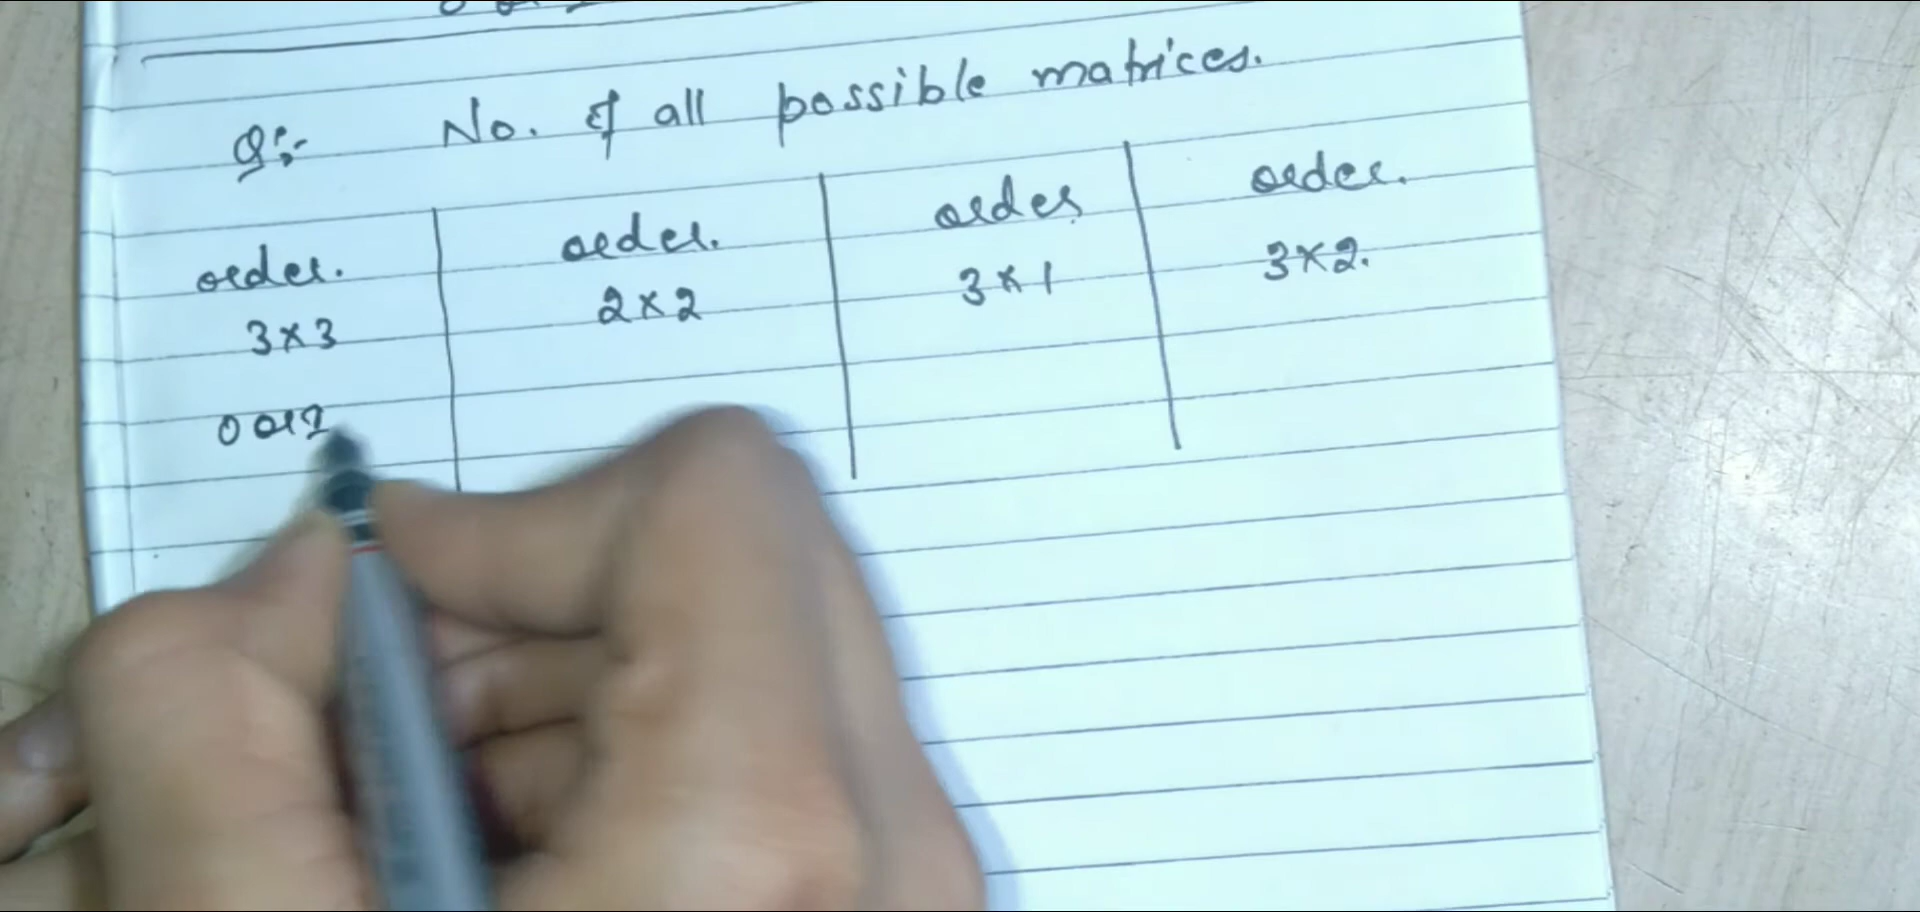 Q:- No. of all possible matrices.
order. order. order order.
3×3 2×2 3×1 3×2.
0 or